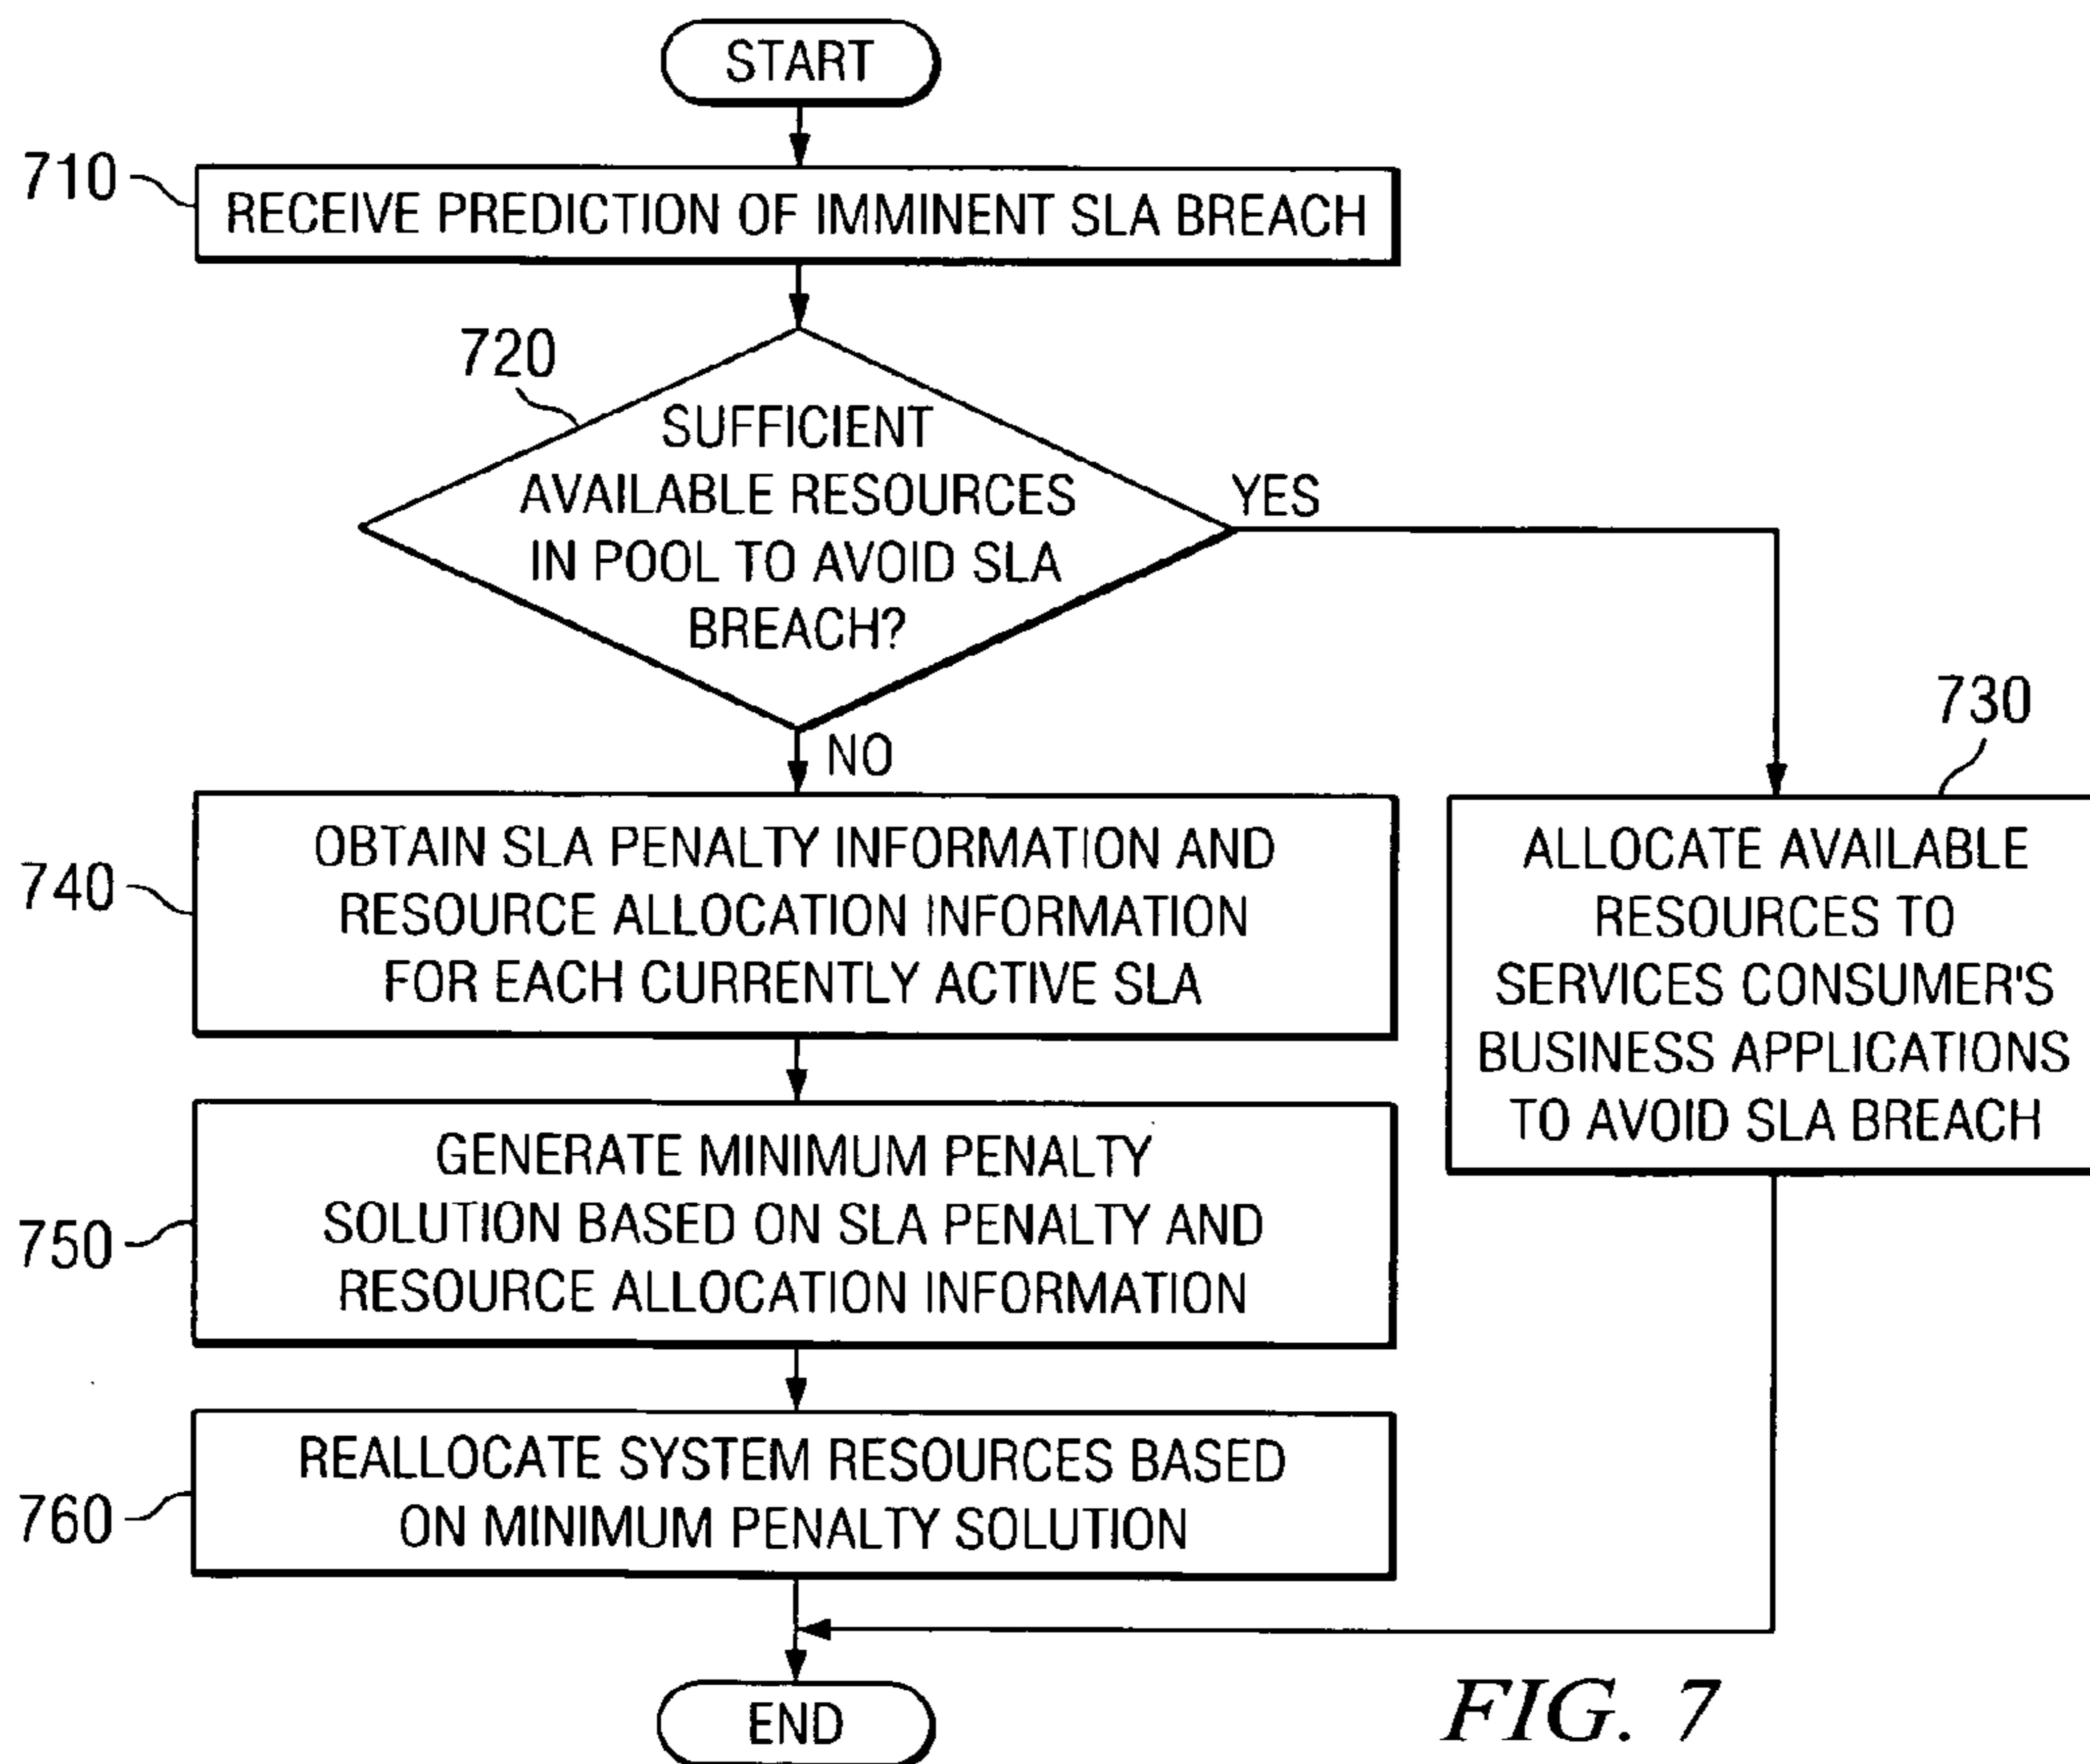 START
710
RECEIVE PREDICTION OF IMMINENT SLA BREACH
720
SUFFICIENT
AVAILABLE RESOURCES
IN POOL TO AVOID SLA
BREACH?
YES
NO
730
ALLOCATE AVAILABLE
RESOURCES TO
SERVICES CONSUMER'S
BUSINESS APPLICATIONS
TO AVOID SLA BREACH
740
OBTAIN SLA PENALTY INFORMATION AND
RESOURCE ALLOCATION INFORMATION
FOR EACH CURRENTLY ACTIVE SLA
750
GENERATE MINIMUM PENALTY
SOLUTION BASED ON SLA PENALTY AND
RESOURCE ALLOCATION INFORMATION
760
REALLOCATE SYSTEM RESOURCES BASED
ON MINIMUM PENALTY SOLUTION
END
FIG. 7